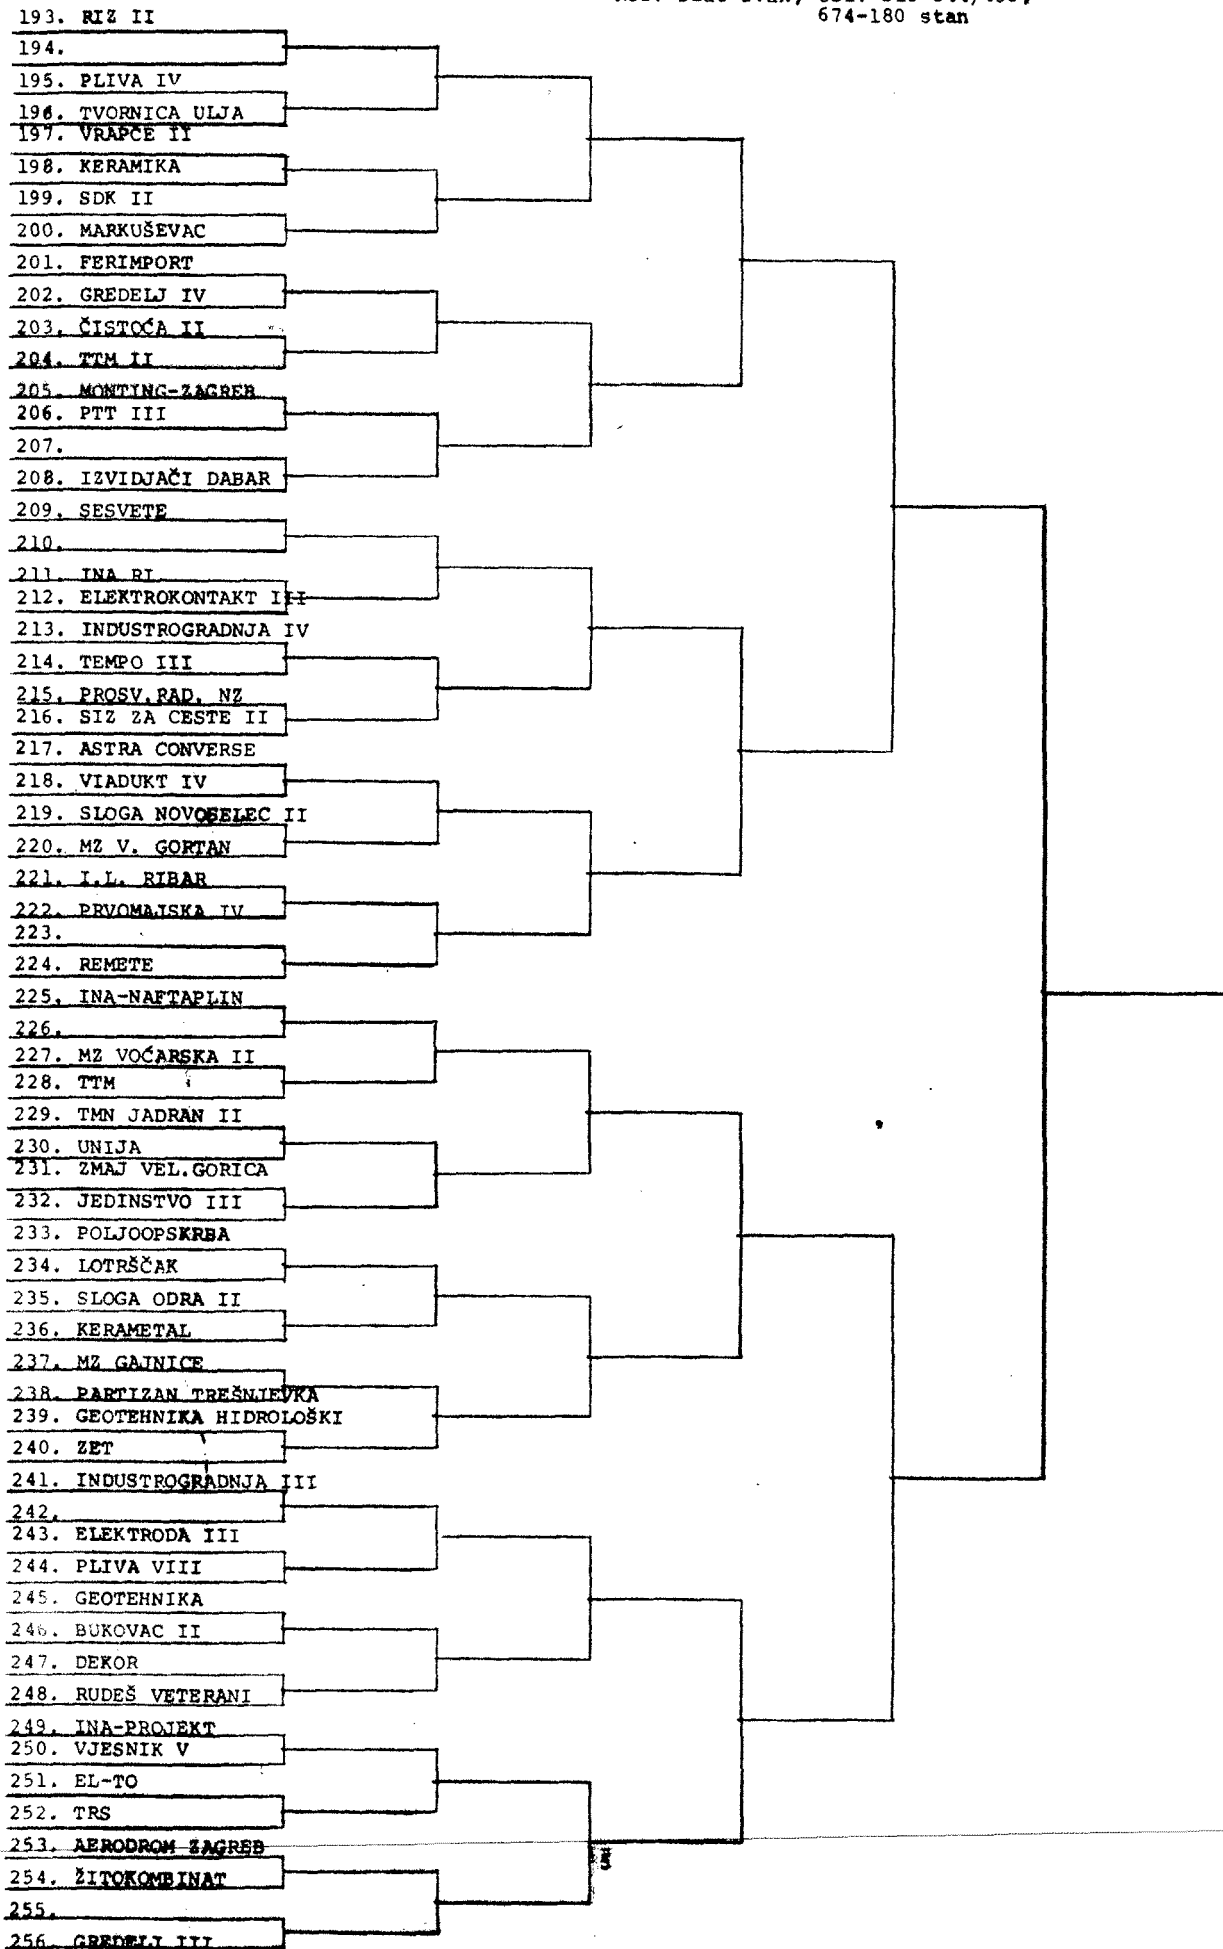 674-180 stan
193. RIZ II
194.
195. PLIVA IV
196. TVORNICA ULJA
197. VRAPČE II
198. KERAMIKA
199. SDK II
200. MARKUŠEVAC
201. FERIMPORT
202. GREDELJ IV
203. ČISTOĆA II
204. TTM II
205. MONTING-ZAGREB
206. PTT III
207.
208. IZVIDJAČI DABAR
209. SESVETE
210.
211. INA RI
212. ELEKTROKONTAKT III
213. INDUSTROGRADNJA IV
214. TEMPO III
215. PROSV.RAD. NZ
216. SIZ ZA CESTE II
217. ASTRA CONVERSE
218. VIADUKT IV
219. SLOGA NOVOSELEC II
220. MZ V. GORTAN
221. I.L. RIBAR
222. PRVOMAJSKA IV
223.
224. REMETE
225. INA-NAFTAPLIN
226.
227. MZ VOĆARSKA II
228. TTM
229. TMN JADRAN II
230. UNIJA
231. ZMAJ VEL.GORICA
232. JEDINSTVO III
233. POLJOOPSKRBA
234. LOTRŠČAK
235. SLOGA ODRA II
236. KERAMETAL
237. MZ GAJNICE
238. PARTIZAN TREŠNJEVKA
239. GEOTEHNIKA HIDROLOŠKI
240. ZET
241. INDUSTROGRADNJA III
242.
243. ELEKTRODA III
244. PLIVA VIII
245. GEOTEHNIKA
246. BUKOVAC II
247. DEKOR
248. RUDEŠ VETERANI
249. INA-PROJEKT
250. VJESNIK V
251. EL-TO
252. TRS
253. AERODROM ZAGREB
254. ŽITOKOMBINAT
255.
256. GREDELJ III